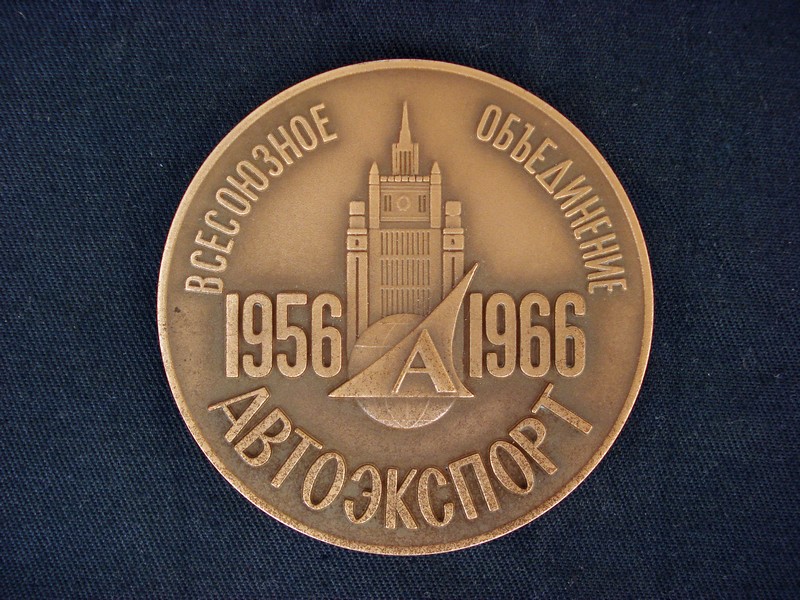 ВСЕСОЮЗНОЕ ОБЪЕДИНЕНИЕ
1956 1966
А
АВТОЭКСПОРТ